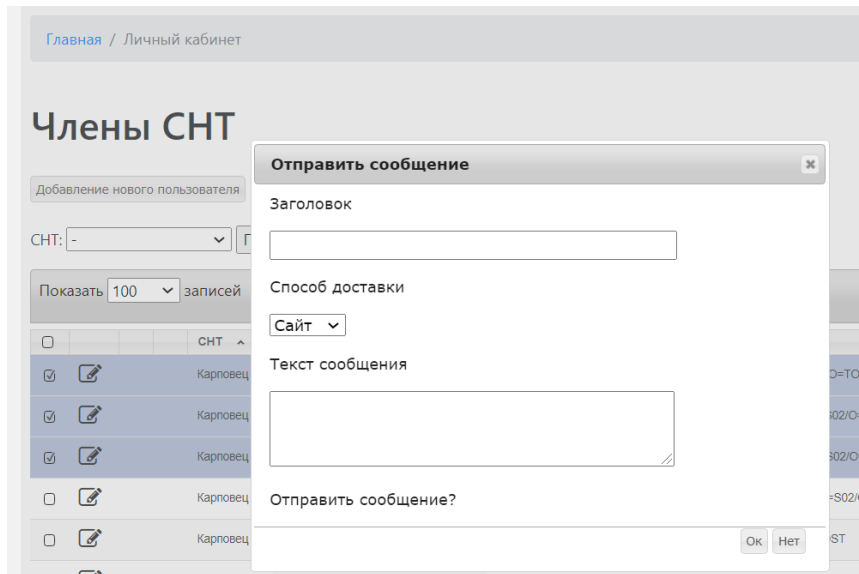 Главная / Личный кабинет
Члены СНТ
Отправить сообщение
Добавление нового пользователя
Заголовок
СНТ: -
Способ доставки
Показать 100 записей
Сайт
СНТ
Текст сообщения
Карповец
Карповец
Карповец
Карповец
Отправить сообщение?
Карповец
Ок Нет